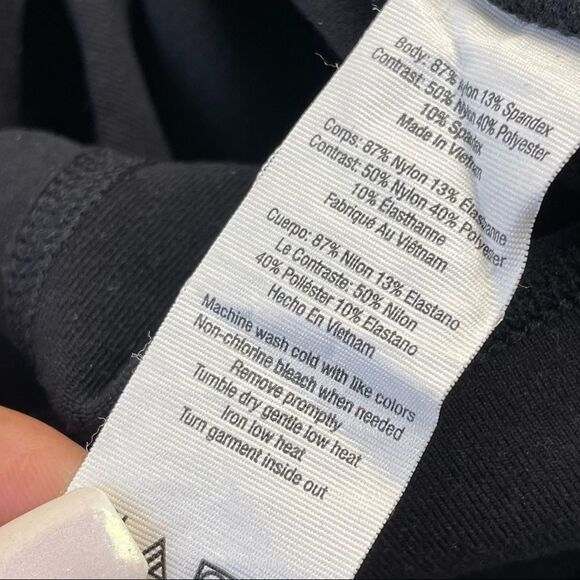 Body: 87% Nylon 13% Spandex
Contrast: 50% Nylon 40% Polyester
10% Spandex
Made In Vietnam
Corps: 87% Nylon 13% Élasthanne
Contrast: 50% Nylon 40% Polyester
10% Élasthanne
Fabriqué Au Viêtnam
Cuerpo: 87% Nilon 13% Elastano
Le Contraste: 50% Nilon
40% Poliéster 10% Elastano
Hecho En Vietnam
Machine wash cold with like colors
Non-chlorine bleach when needed
Remove promptly
Tumble dry gentle low heat
Iron low heat
Turn garment inside out